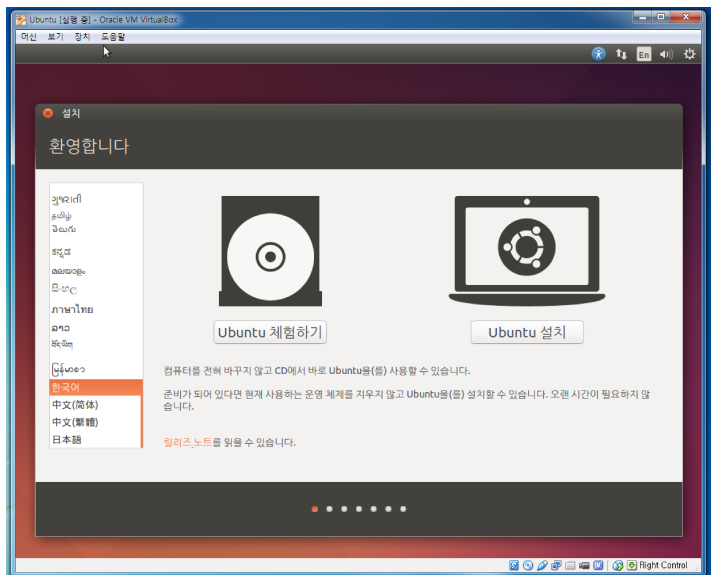 Ubuntu [실행 중] - Oracle VM VirtualBox
머신 보기 장치 도움말
En
설치
환영합니다
ગુજરાતી
தமிழ்
తెలుగు
ಕನ್ನಡ
മലയാളം
සිංහල
ภาษาไทย
ລາວ
བོད་ཡིག
မြန်မာစာ
한국어
中文(简体)
中文(繁體)
日本語
Ubuntu 체험하기
Ubuntu 설치
컴퓨터를 전혀 바꾸지 않고 CD에서 바로 Ubuntu을(를) 사용할 수 있습니다.
준비가 되어 있다면 현재 사용하는 운영 체제를 지우지 않고 Ubuntu을(를) 설치할 수 있습니다. 오랜 시간이 필요하지 않
습니다.
릴리즈 노트를 읽을 수 있습니다.
Right Control